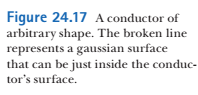 Figure 24.17 A conductor of
arbitrary shape. The broken line
represents a gaussian surface
that can be just inside the conduc-
tor's surface.